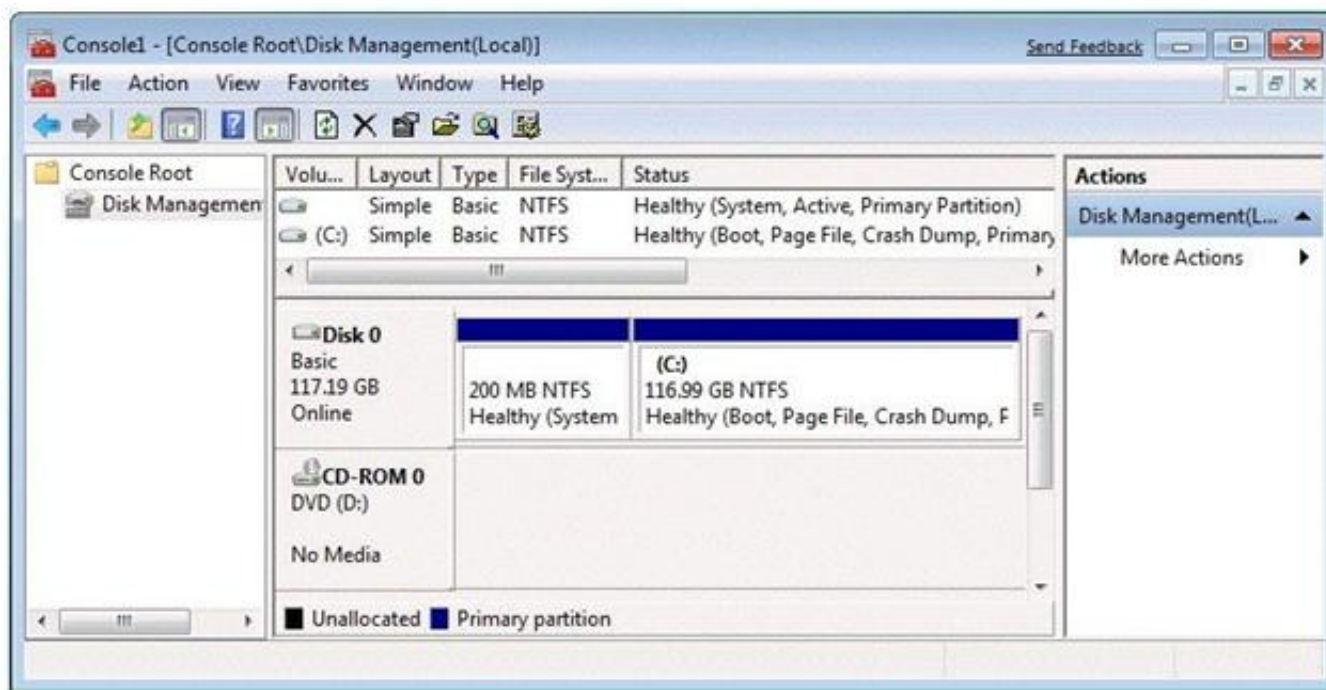 Console1 - [Console Root\Disk Management(Local)]
Send Feedback
File Action View Favorites Window Help
Console Root
Disk Managemen
Volu... Layout Type File Syst... Status
Simple Basic NTFS Healthy (System, Active, Primary Partition)
(C:) Simple Basic NTFS Healthy (Boot, Page File, Crash Dump, Primary
Actions
Disk Management(L...
More Actions
Disk 0
Basic
117.19 GB
Online
200 MB NTFS
Healthy (System
(C:)
116.99 GB NTFS
Healthy (Boot, Page File, Crash Dump, P
CD-ROM 0
DVD (D:)
No Media
Unallocated Primary partition